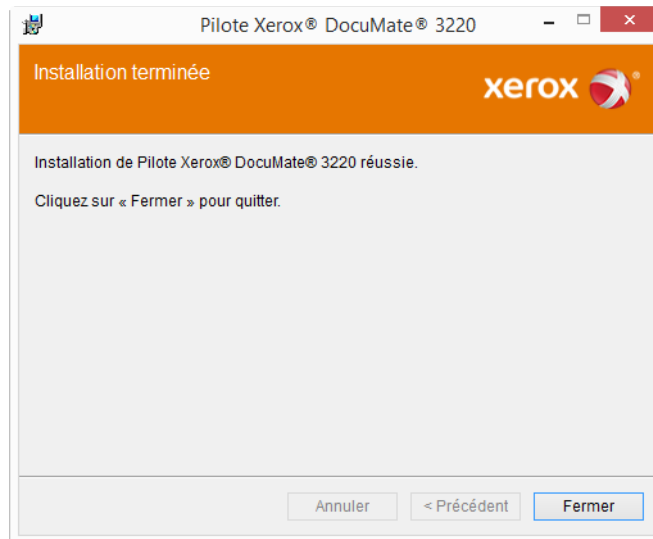 Pilote Xerox® DocuMate® 3220
Installation terminée
xerox
Installation de Pilote Xerox® DocuMate® 3220 réussie.
Cliquez sur « Fermer » pour quitter.
Annuler
< Précédent
Fermer